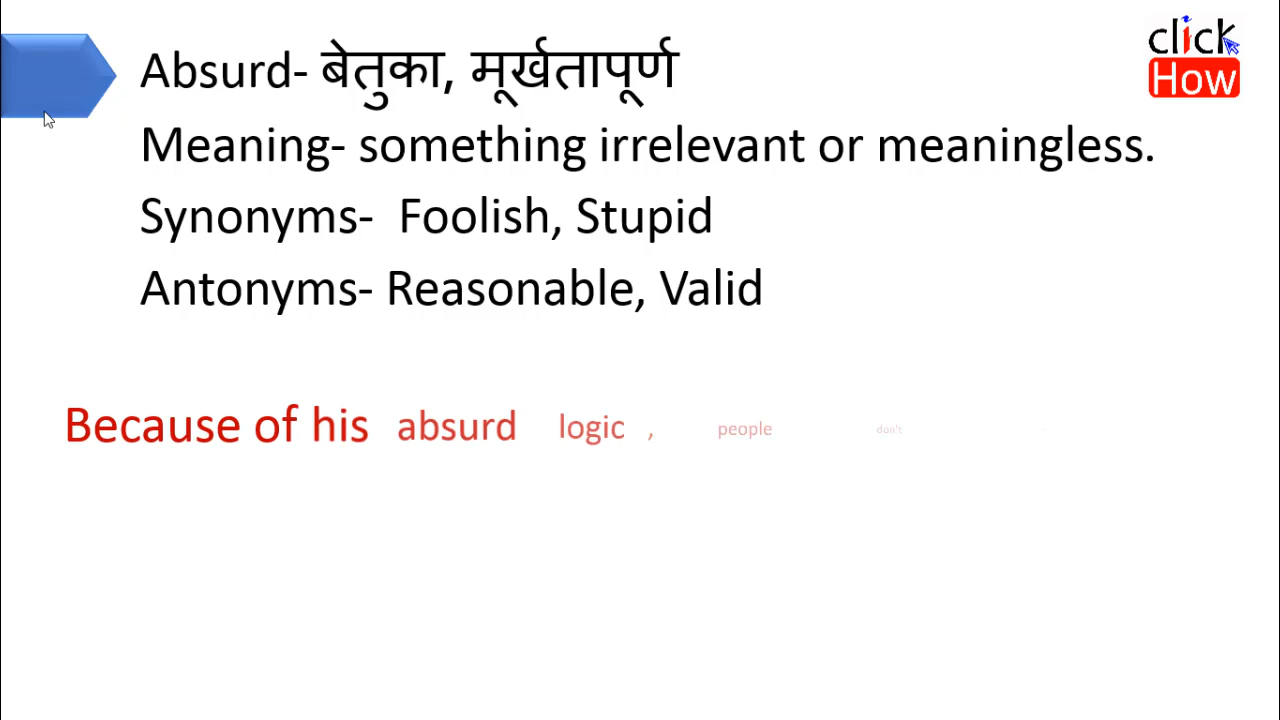 click
How
Absurd- बेतुका, मूर्खतापूर्ण
Meaning- something irrelevant or meaningless.
Synonyms- Foolish, Stupid
Antonyms- Reasonable, Valid
Because of his absurd logic , people don't